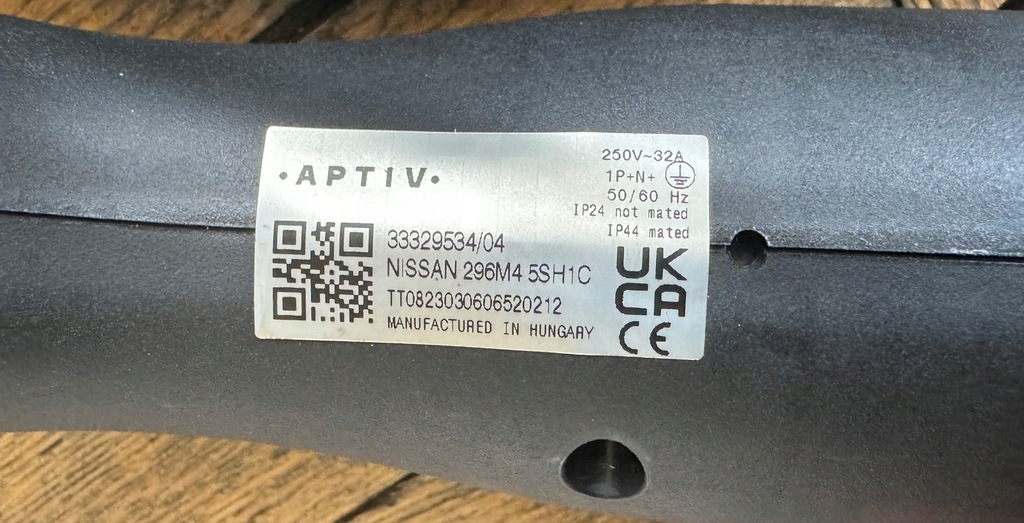 •APTIV•
250V~32A
1P+N+
50/60 Hz
IP24 not mated
IP44 mated
33329534/04
NISSAN 296M4 5SH1C
TT0823030606520212
MANUFACTURED IN HUNGARY
UK
CA
CE